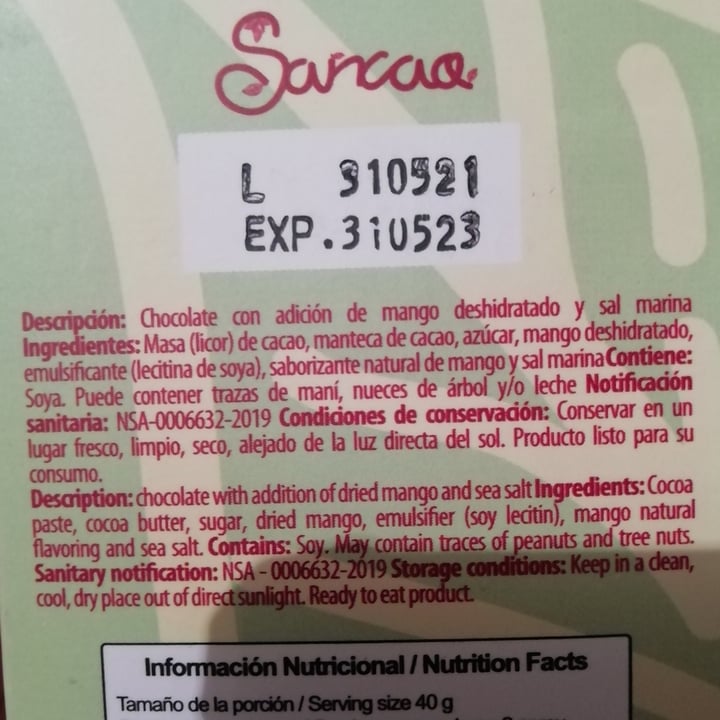 Sancao
L 310521
EXP.310523
Descripción: Chocolate con adición de mango deshidratado y sal marina
Ingredientes: Masa (licor) de cacao, manteca de cacao, azúcar, mango deshidratado,
emulsificante (lecitina de soya), saborizante natural de mango y sal marina Contiene:
Soya. Puede contener trazas de maní, nueces de árbol y/o leche Notificación
sanitaria: NSA-0006632-2019 Condiciones de conservación: Conservar en un
lugar fresco, limpio, seco, alejado de la luz directa del sol. Producto listo para su
consumo.
Description: chocolate with addition of dried mango and sea salt Ingredients: Cocoa
paste, cocoa butter, sugar, dried mango, emulsifier (soy lecitin), mango natural
flavoring and sea salt. Contains: Soy. May contain traces of peanuts and tree nuts.
Sanitary notification: NSA - 0006632-2019 Storage conditions: Keep in a clean,
cool, dry place out of direct sunlight. Ready to eat product.
Información Nutricional / Nutrition Facts
Tamaño de la porción / Serving size 40 g